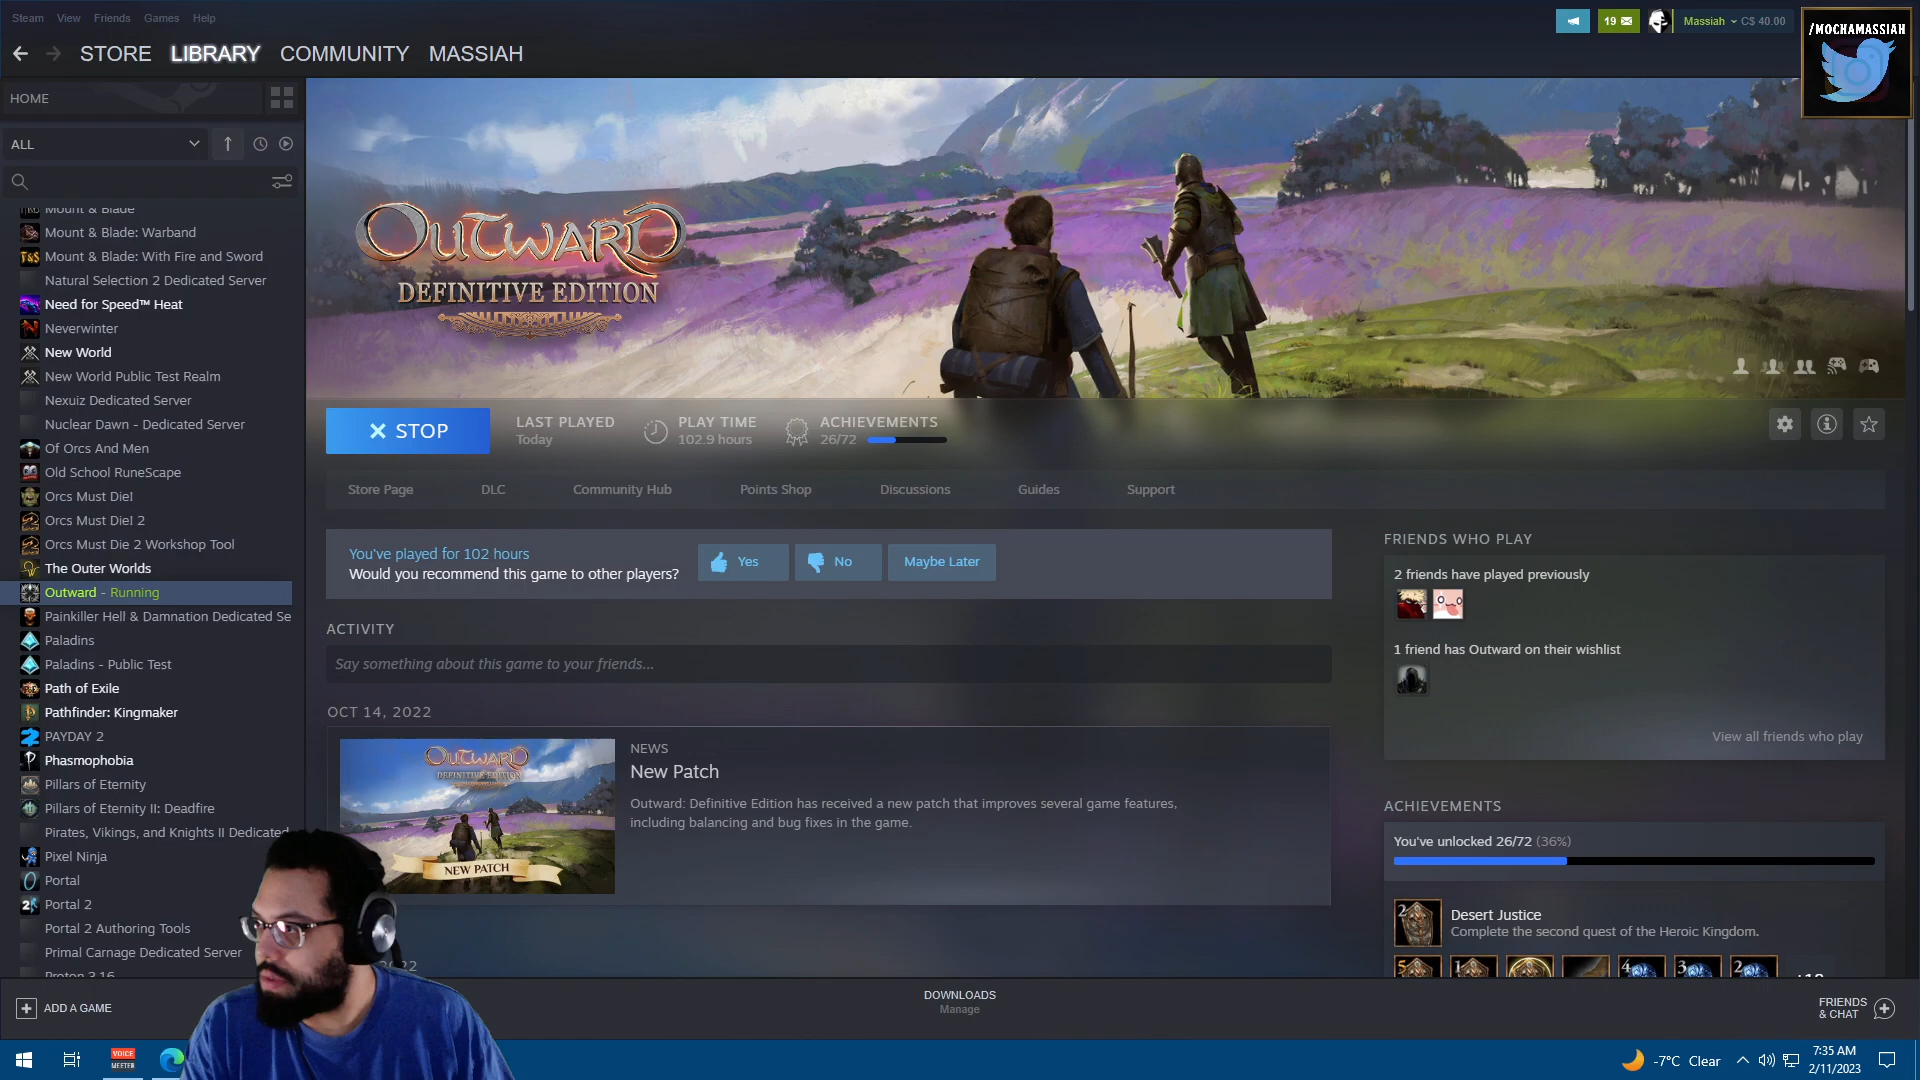 Steam View Friends Games Help
19
Massiah C$ 40.00
/MOCHAMASSIAH
STORE LIBRARY COMMUNITY MASSIAH
HOME
ALL
Mount & Blade
Mount & Blade: Warband
Mount & Blade: With Fire and Sword
Natural Selection 2 Dedicated Server
Need for Speed™ Heat
Neverwinter
New World
New World Public Test Realm
Nexuiz Dedicated Server
Nuclear Dawn - Dedicated Server
Of Orcs And Men
Old School RuneScape
Orcs Must Die!
Orcs Must Die! 2
Orcs Must Die 2 Workshop Tool
The Outer Worlds
Outward - Running
Painkiller Hell & Damnation Dedicated Se
Paladins
Paladins - Public Test
Path of Exile
Pathfinder: Kingmaker
PAYDAY 2
Phasmophobia
Pillars of Eternity
Pillars of Eternity II: Deadfire
Pirates, Vikings, and Knights II Dedicated
Pixel Ninja
Portal
Portal 2
Portal 2 Authoring Tools
Primal Carnage Dedicated Server
Proton 3.16
OUTWARD
DEFINITIVE EDITION
STOP
LAST PLAYED
Today
PLAY TIME
102.9 hours
ACHIEVEMENTS
26/72
Store Page DLC Community Hub Points Shop Discussions Guides Support
You've played for 102 hours
Would you recommend this game to other players?
Yes No Maybe Later
ACTIVITY
Say something about this game to your friends...
OCT 14, 2022
OUTWARD
DEFINITIVE EDITION
NEW PATCH
NEWS
New Patch
Outward: Definitive Edition has received a new patch that improves several game features,
including balancing and bug fixes in the game.
FRIENDS WHO PLAY
2 friends have played previously
1 friend has Outward on their wishlist
View all friends who play
ACHIEVEMENTS
You've unlocked 26/72 (36%)
2
Desert Justice
Complete the second quest of the Heroic Kingdom.
5 1 4 3 2
ADD A GAME
DOWNLOADS
Manage
FRIENDS
& CHAT
VOICE
MEETER
-7°C Clear
7:35 AM
2/11/2023